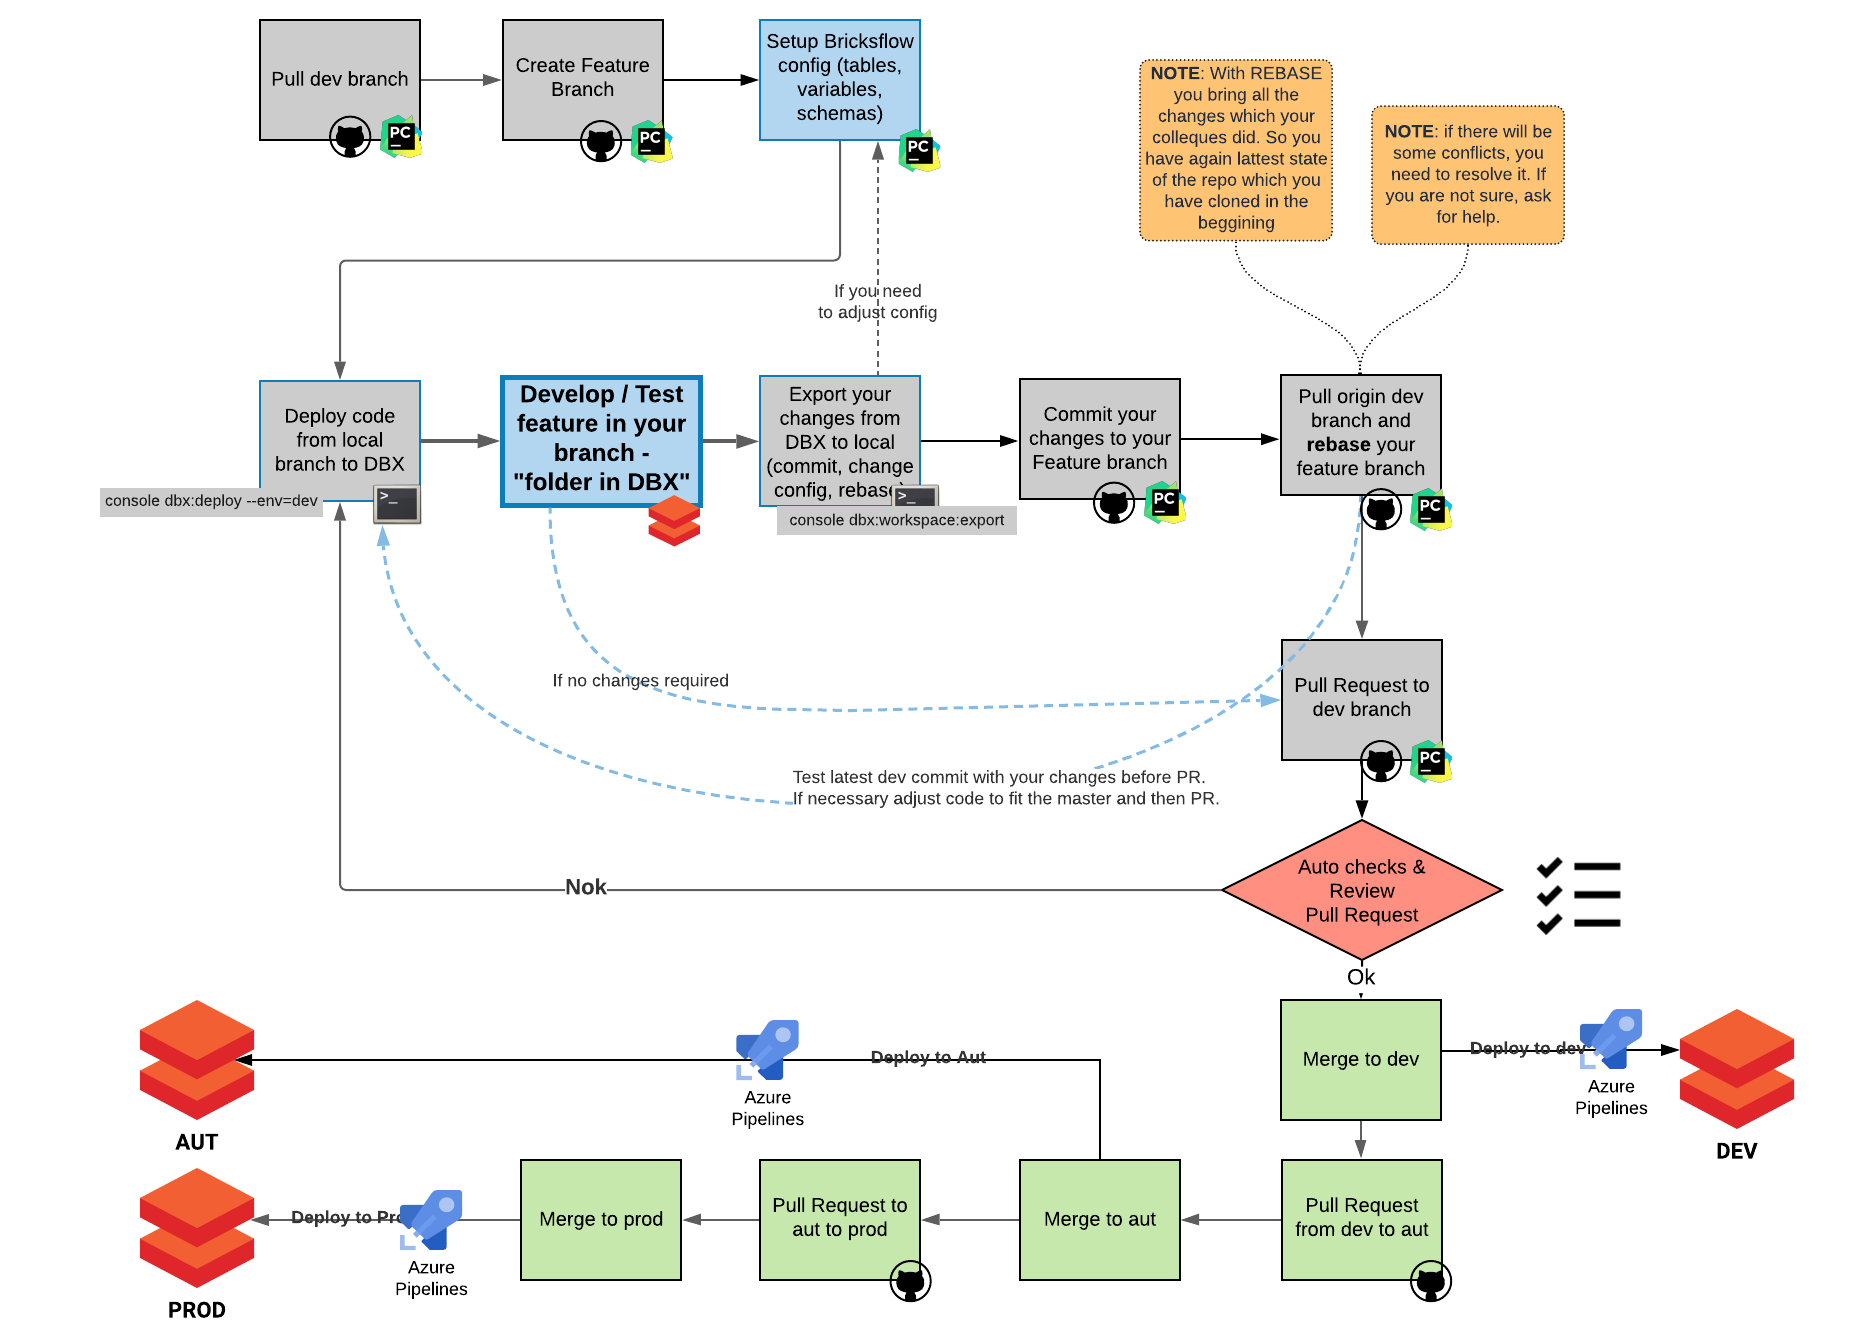 Pull dev branch
Create Feature
Branch
Setup Bricksflow
config (tables,
variables,
schemas)
PC
PC
PC
NOTE: With REBASE
you bring all the
changes which your
colleques did. So you
have again lattest state
of the repo which you
have cloned in the
beggining
NOTE: if there will be
some conflicts, you
need to resolve it. If
you are not sure, ask
for help.
If you need
to adjust config
Deploy code
from local
branch to DBX
console dbx:deploy --env=dev
>_
Develop / Test
feature in your
branch -
"folder in DBX"
Export your
changes from
DBX to local
(commit, change
config, rebase)
>_
console dbx:workspace:export
Commit your
changes to your
Feature branch
PC
Pull origin dev
branch and
rebase your
feature branch
PC
If no changes required
Pull Request to
dev branch
PC
Test latest dev commit with your changes before PR.
If necessary adjust code to fit the master and then PR.
Nok
Auto checks &
Review
Pull Request
Ok
Merge to dev
Deploy to dev
Azure
Pipelines
DEV
Deploy to Aut
Azure
Pipelines
AUT
Pull Request
from dev to aut
Merge to aut
Pull Request to
aut to prod
Merge to prod
Deploy to Pro
Azure
Pipelines
PROD